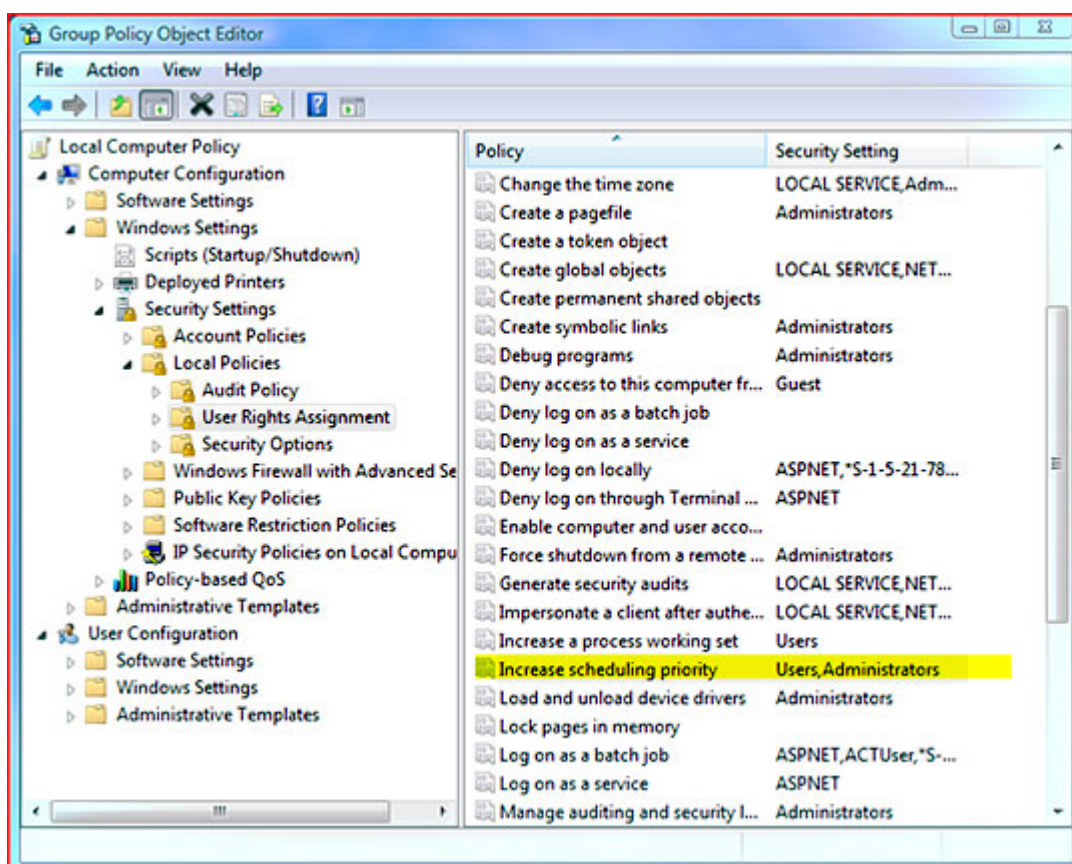 Group Policy Object Editor
File Action View Help
Local Computer Policy
Computer Configuration
Software Settings
Windows Settings
Scripts (Startup/Shutdown)
Deployed Printers
Security Settings
Account Policies
Local Policies
Audit Policy
User Rights Assignment
Security Options
Windows Firewall with Advanced Se
Public Key Policies
Software Restriction Policies
IP Security Policies on Local Compu
Policy-based QoS
Administrative Templates
User Configuration
Software Settings
Windows Settings
Administrative Templates
Policy Security Setting
Change the time zone LOCAL SERVICE,Adm...
Create a pagefile Administrators
Create a token object
Create global objects LOCAL SERVICE,NET...
Create permanent shared objects
Create symbolic links Administrators
Debug programs Administrators
Deny access to this computer fr... Guest
Deny log on as a batch job
Deny log on as a service
Deny log on locally ASPNET,*S-1-5-21-78...
Deny log on through Terminal ... ASPNET
Enable computer and user acco...
Force shutdown from a remote ... Administrators
Generate security audits LOCAL SERVICE,NET...
Impersonate a client after authe... LOCAL SERVICE,NET...
Increase a process working set Users
Increase scheduling priority Users,Administrators
Load and unload device drivers Administrators
Lock pages in memory
Log on as a batch job ASPNET,ACTUser,*S-...
Log on as a service ASPNET
Manage auditing and security l... Administrators